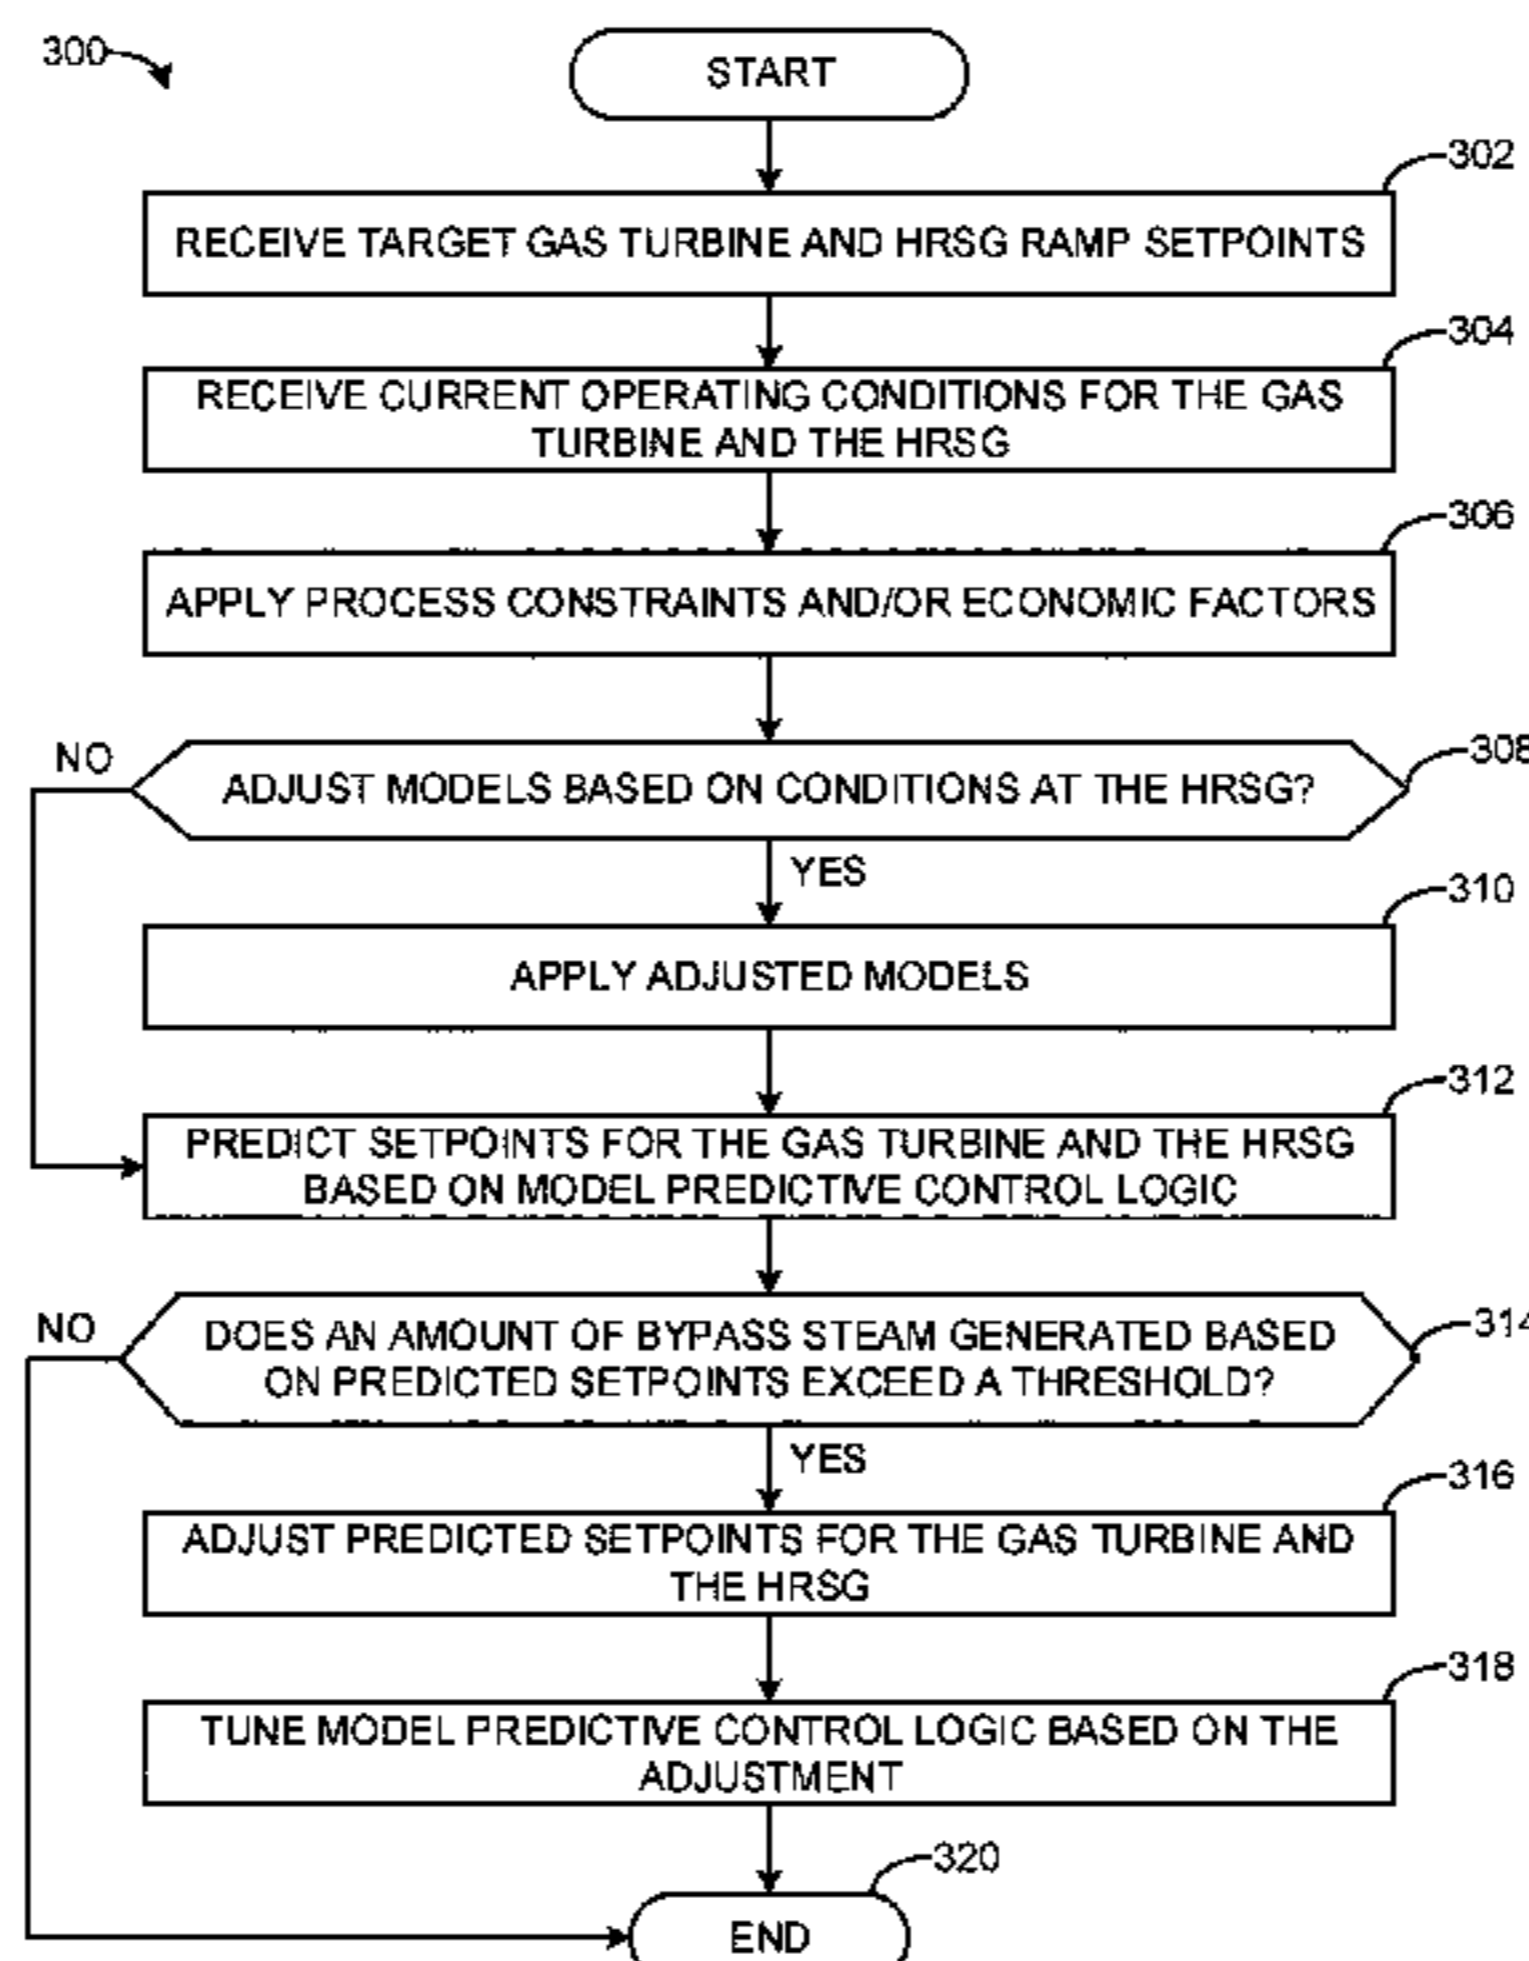 300
START
302
RECEIVE TARGET GAS TURBINE AND HRSG RAMP SETPOINTS
304
RECEIVE CURRENT OPERATING CONDITIONS FOR THE GAS
TURBINE AND THE HRSG
306
APPLY PROCESS CONSTRAINTS AND/OR ECONOMIC FACTORS
NO
308
ADJUST MODELS BASED ON CONDITIONS AT THE HRSG?
YES
310
APPLY ADJUSTED MODELS
312
PREDICT SETPOINTS FOR THE GAS TURBINE AND THE HRSG
BASED ON MODEL PREDICTIVE CONTROL LOGIC
NO
314
DOES AN AMOUNT OF BYPASS STEAM GENERATED BASED
ON PREDICTED SETPOINTS EXCEED A THRESHOLD?
YES
316
ADJUST PREDICTED SETPOINTS FOR THE GAS TURBINE AND
THE HRSG
318
TUNE MODEL PREDICTIVE CONTROL LOGIC BASED ON THE
ADJUSTMENT
320
END